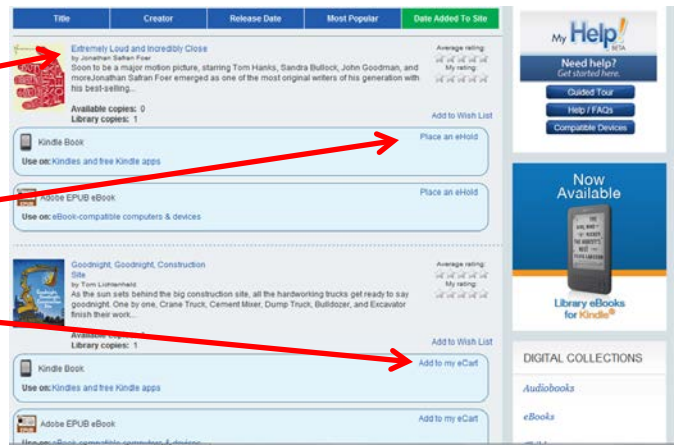 Title Creator Release Date Most Popular Date Added To Site
Extremely Loud and Incredibly Close
by Jonathan Safran Foer
Soon to be a major motion picture, starring Tom Hanks, Sandra Bullock, John Goodman, and
moreJonathan Safran Foer emerged as one of the most original writers of his generation with
his best-selling...
Available copies: 0
Library copies: 1
Average rating:
My rating:
Add to Wish List
Kindle Book
Place an eHold
Use on: Kindles and free Kindle apps
Adobe EPUB eBook
Place an eHold
Use on: eBook-compatible computers & devices
Goodnight, Goodnight, Construction
Site
by Tom Lichtenheld
As the sun sets behind the big construction site, all the hardworking trucks get ready to say
goodnight. One by one, Crane Truck, Cement Mixer, Dump Truck, Bulldozer, and Excavator
finish their work...
Available copies:
Library copies: 1
Average rating:
My rating:
Add to Wish List
Kindle Book
Add to my eCart
Use on: Kindles and free Kindle apps
Adobe EPUB eBook
Add to my eCart
Use on: eBook-compatible computers & devices
My Help!
BETA
Need help?
Get started here.
Guided Tour
Help / FAQs
Compatible Devices
Now
Available
Library eBooks
for Kindle®
DIGITAL COLLECTIONS
Audiobooks
eBooks